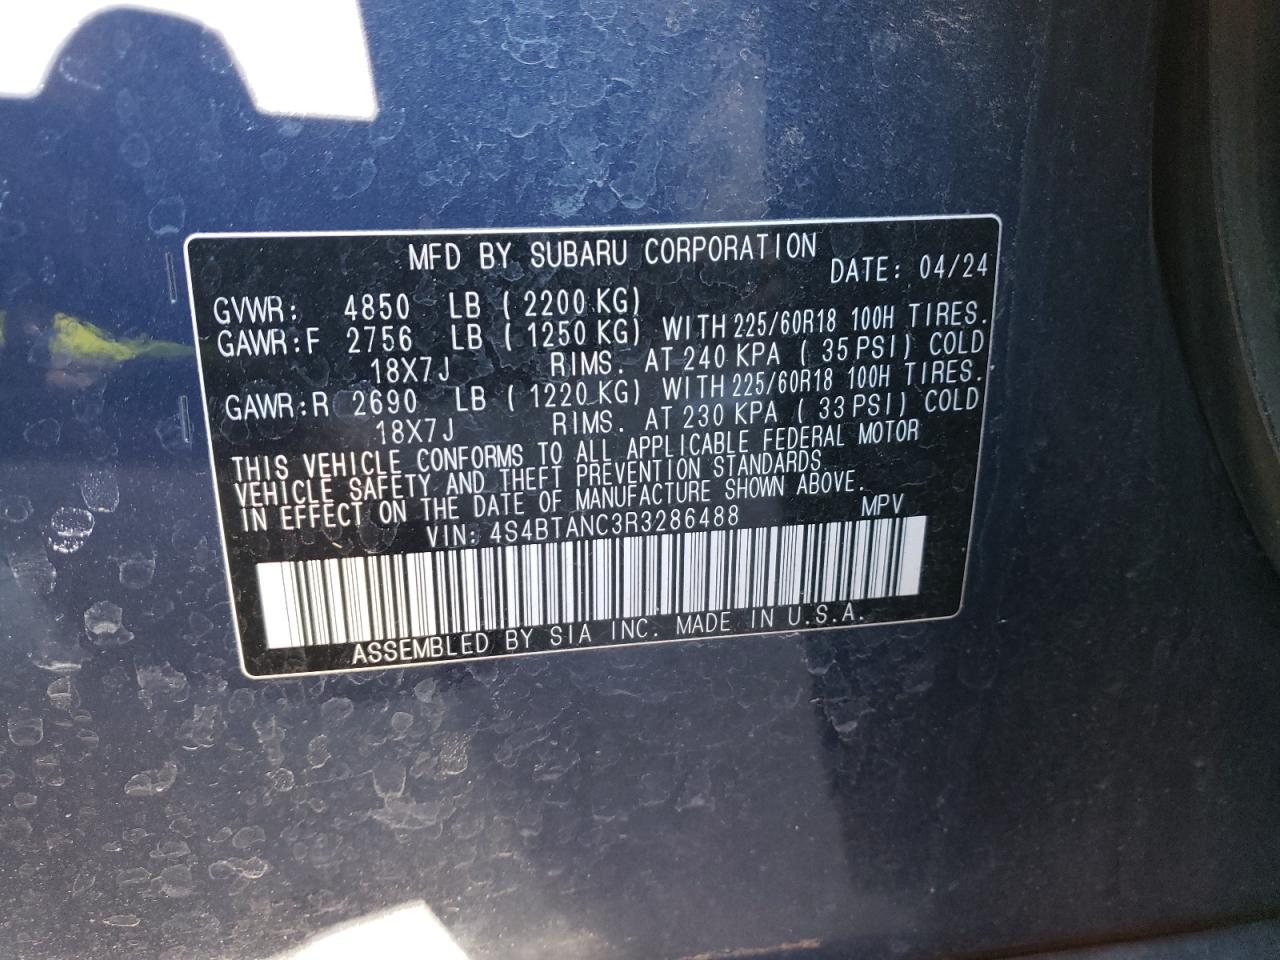 MFD BY SUBARU CORPORATION
DATE: 04/24
GVWR: 4850 LB ( 2200 KG)
GAWR:F 2756 LB ( 1250 KG) WITH 225/60R18 100H TIRES.
18X7J RIMS. AT 240 KPA ( 35 PSI) COLD
GAWR:R 2690 LB ( 1220 KG) WITH 225/60R18 100H TIRES.
18X7J RIMS. AT 230 KPA ( 33 PSI) COLD
THIS VEHICLE CONFORMS TO ALL APPLICABLE FEDERAL MOTOR
VEHICLE SAFETY AND THEFT PREVENTION STANDARDS
IN EFFECT ON THE DATE OF MANUFACTURE SHOWN ABOVE.
VIN: 4S4BTANC3R3286488 MPV
ASSEMBLED BY SIA INC. MADE IN U.S.A.